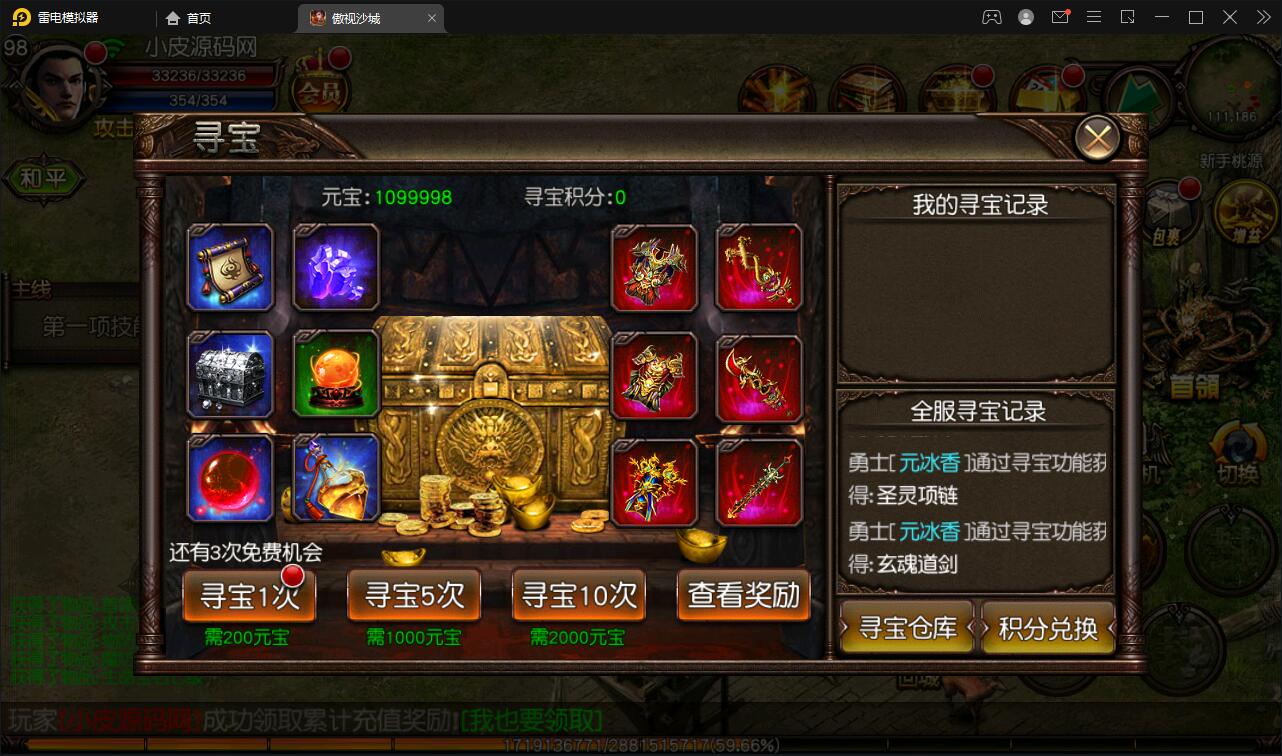 雷电模拟器
首页
傲视沙城
98
小皮源码网
33236/33236
354/354
会员
攻击
111,186
新手桃源
和平
包裹
增益
主线
第一项技能
首领
切换
寻宝
元宝:1099998
寻宝积分:0
还有3次免费机会
寻宝1次
寻宝5次
寻宝10次
查看奖励
需200元宝
需1000元宝
需2000元宝
我的寻宝记录
全服寻宝记录
勇士[元冰香]通过寻宝功能获
得:圣灵项链
勇士[元冰香]通过寻宝功能获
得:玄魂道剑
寻宝仓库
积分兑换
回城
玩家[小皮源码网]成功领取累计充值奖励![我也要领取]
1719136771/2881515717(59.66%)